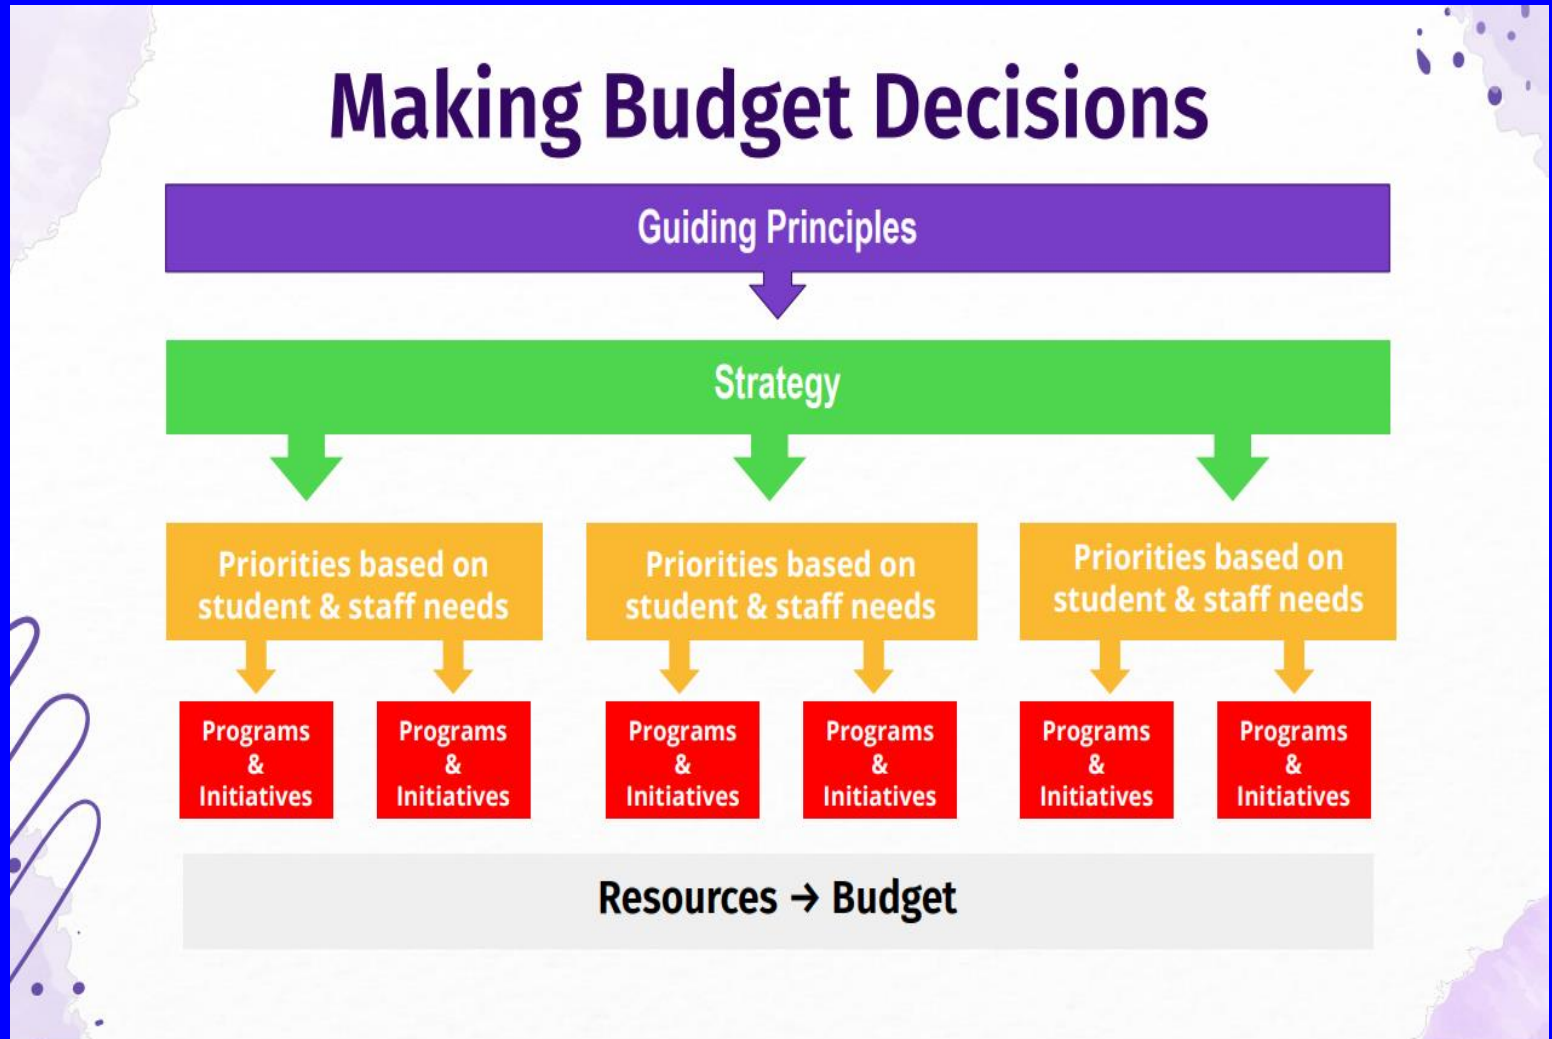 Making Budget Decisions
Guiding Principles
Strategy
Priorities based on
student & staff needs
Priorities based on
student & staff needs
Priorities based on
student & staff needs
Programs
&
Initiatives
Programs
&
Initiatives
Programs
&
Initiatives
Programs
&
Initiatives
Programs
&
Initiatives
Programs
&
Initiatives
Resources → Budget